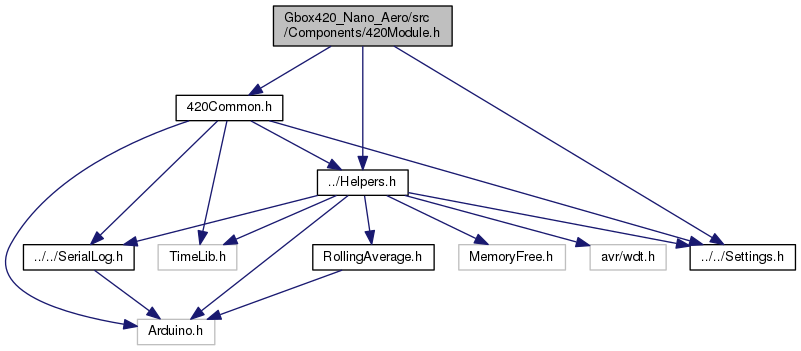 Gbox420_Nano_Aero/src
/Components/420Module.h
420Common.h
../Helpers.h
../../SerialLog.h
TimeLib.h
RollingAverage.h
MemoryFree.h
avr/wdt.h
../../Settings.h
Arduino.h